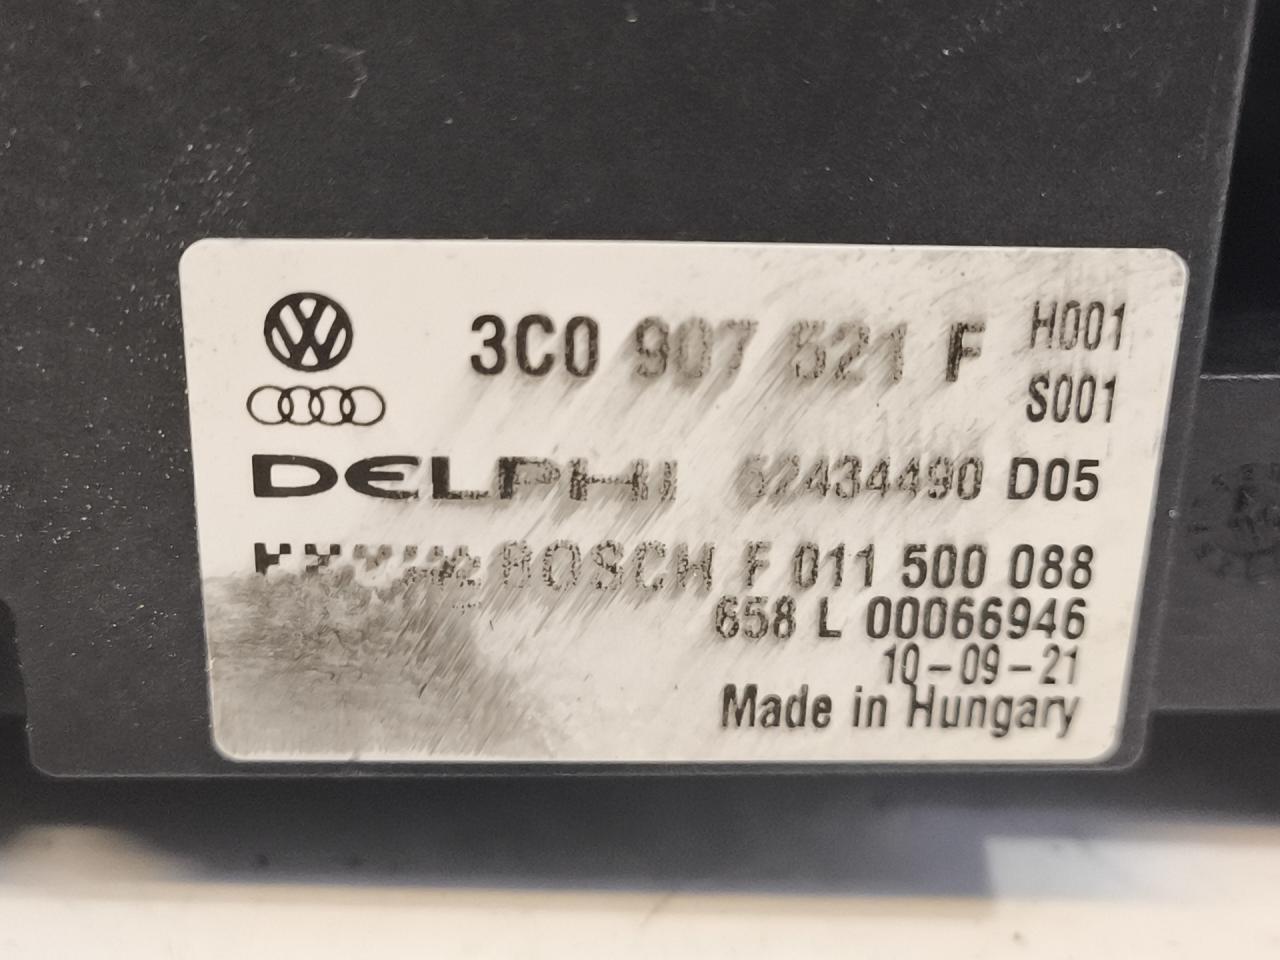 3C0 907 521 F H001
S001
DELPHI 52434490 D05
BOSCH F 011 500 088
658 L 00066946
10-09-21
Made in Hungary